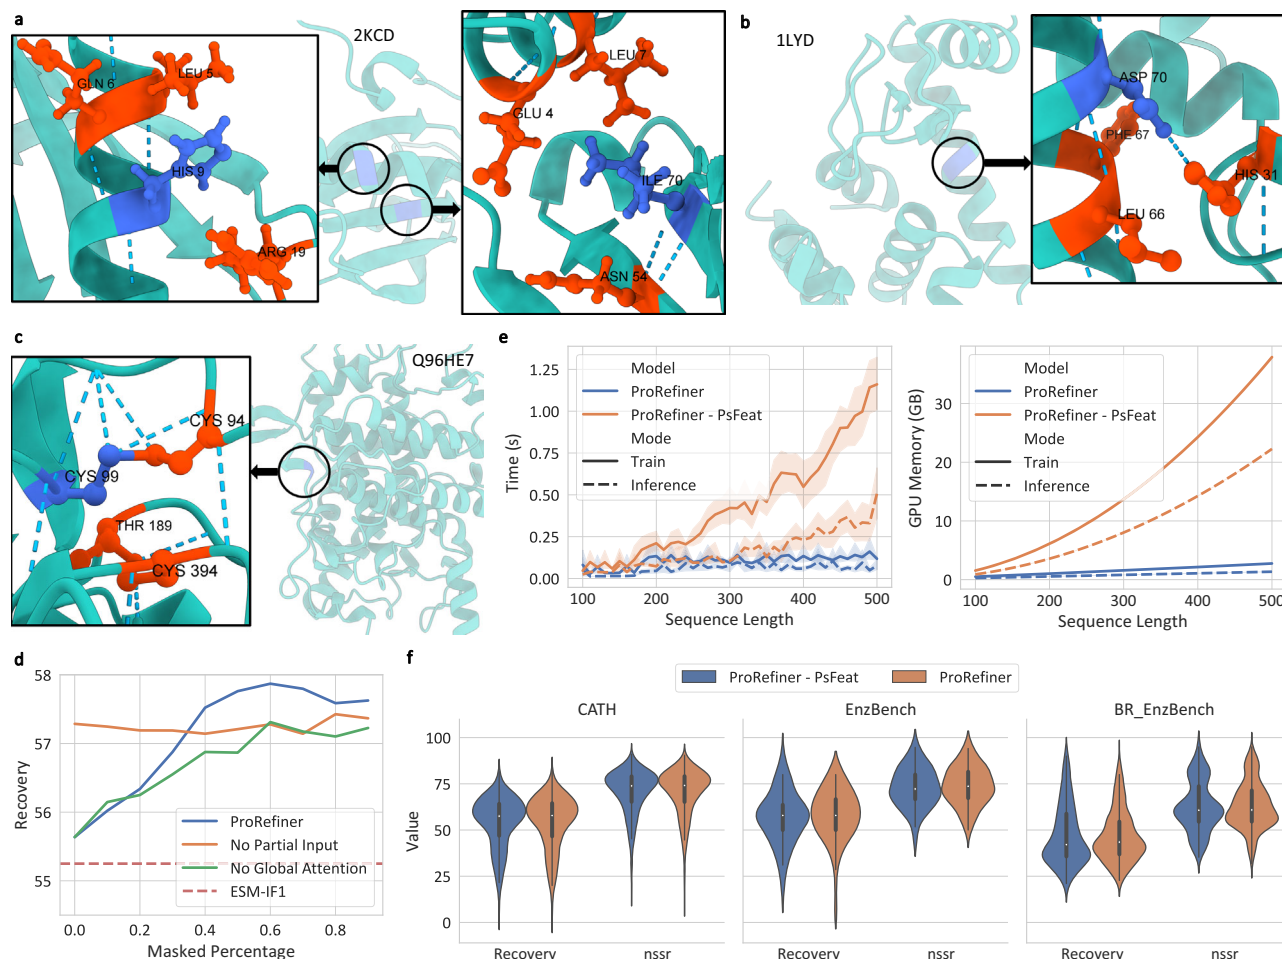 a
2KCD
GLN 6
LEU 5
HIS 9
ARG 19
LEU 7
GLU 4
ILE 70
ASN 54
b
1LYD
ASP 70
PHE 67
HIS 31
LEU 66
c
Q96HE7
CYS 94
CYS 99
THR 189
CYS 394
e
Time (s)
1.25
1.00
0.75
0.50
0.25
0.00
Model
ProRefiner
ProRefiner - PsFeat
Mode
Train
Inference
100 200 300 400 500
Sequence Length
GPU Memory (GB)
30
20
10
0
Model
ProRefiner
ProRefiner - PsFeat
Mode
Train
Inference
100 200 300 400 500
Sequence Length
d
Recovery
58
57
56
55
ProRefiner
No Partial Input
No Global Attention
ESM-IF1
0.0 0.2 0.4 0.6 0.8
Masked Percentage
f
ProRefiner - PsFeat ProRefiner
CATH EnzBench BR_EnzBench
Value
100
75
50
25
0
Recovery nssr Recovery nssr Recovery nssr